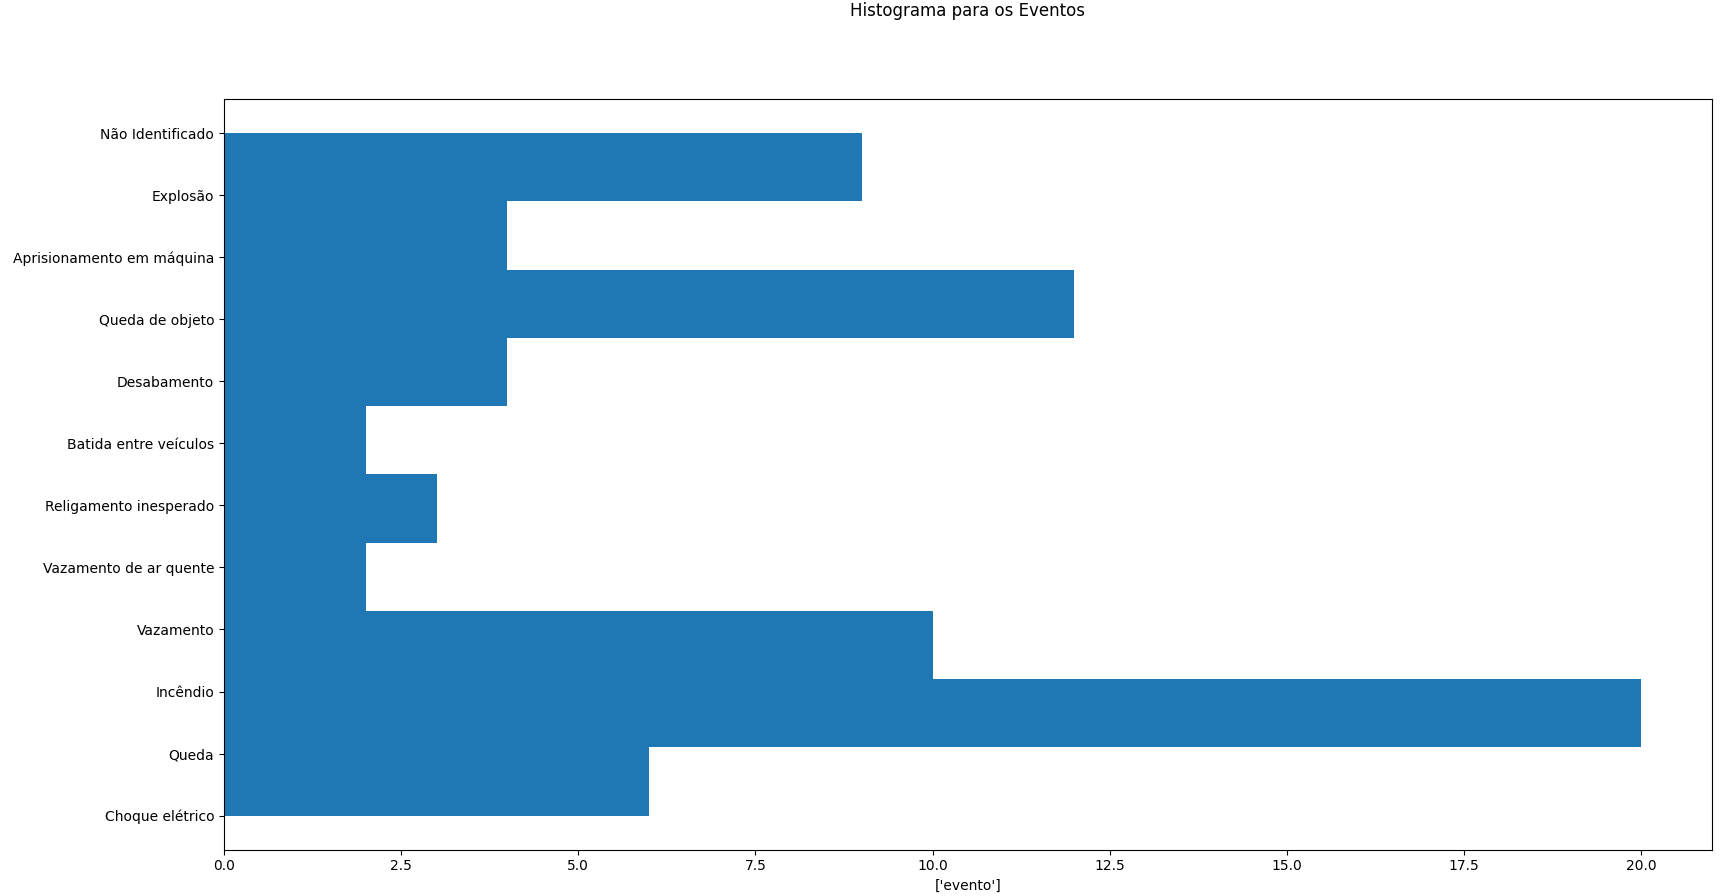 Histograma para os Eventos
Não Identificado
Explosão
Aprisionamento em máquina
Queda de objeto
Desabamento
Batida entre veículos
Religamento inesperado
Vazamento de ar quente
Vazamento
Incêndio
Queda
Choque elétrico
0.0 2.5 5.0 7.5 10.0 12.5 15.0 17.5 20.0
['evento']